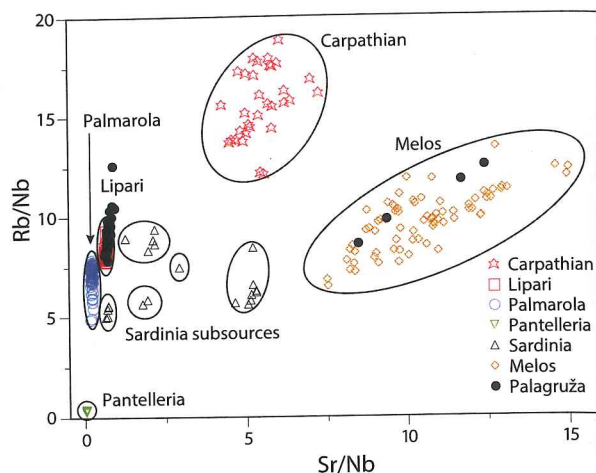 20
15
10
5
0
Rb/Nb
Carpathian
Palmarola
Lipari
Melos
Sardinia subsources
Pantelleria
Carpathian
Lipari
Palmarola
Pantelleria
Sardinia
Melos
Palagruža
0
5
10
15
Sr/Nb